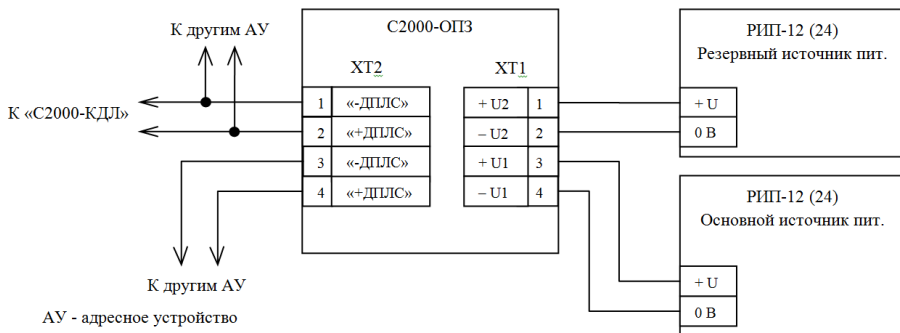 К другим АУ
С2000-ОПЗ
РИП-12 (24)
Резервный источник пит.
XT2
XT1
К «С2000-КДЛ»
1 «-ДПЛС»
2 «+ДПЛС»
3 «-ДПЛС»
4 «+ДПЛС»
+ U2 1
– U2 2
+ U1 3
– U1 4
+ U
0 В
РИП-12 (24)
Основной источник пит.
+ U
0 В
К другим АУ
АУ - адресное устройство